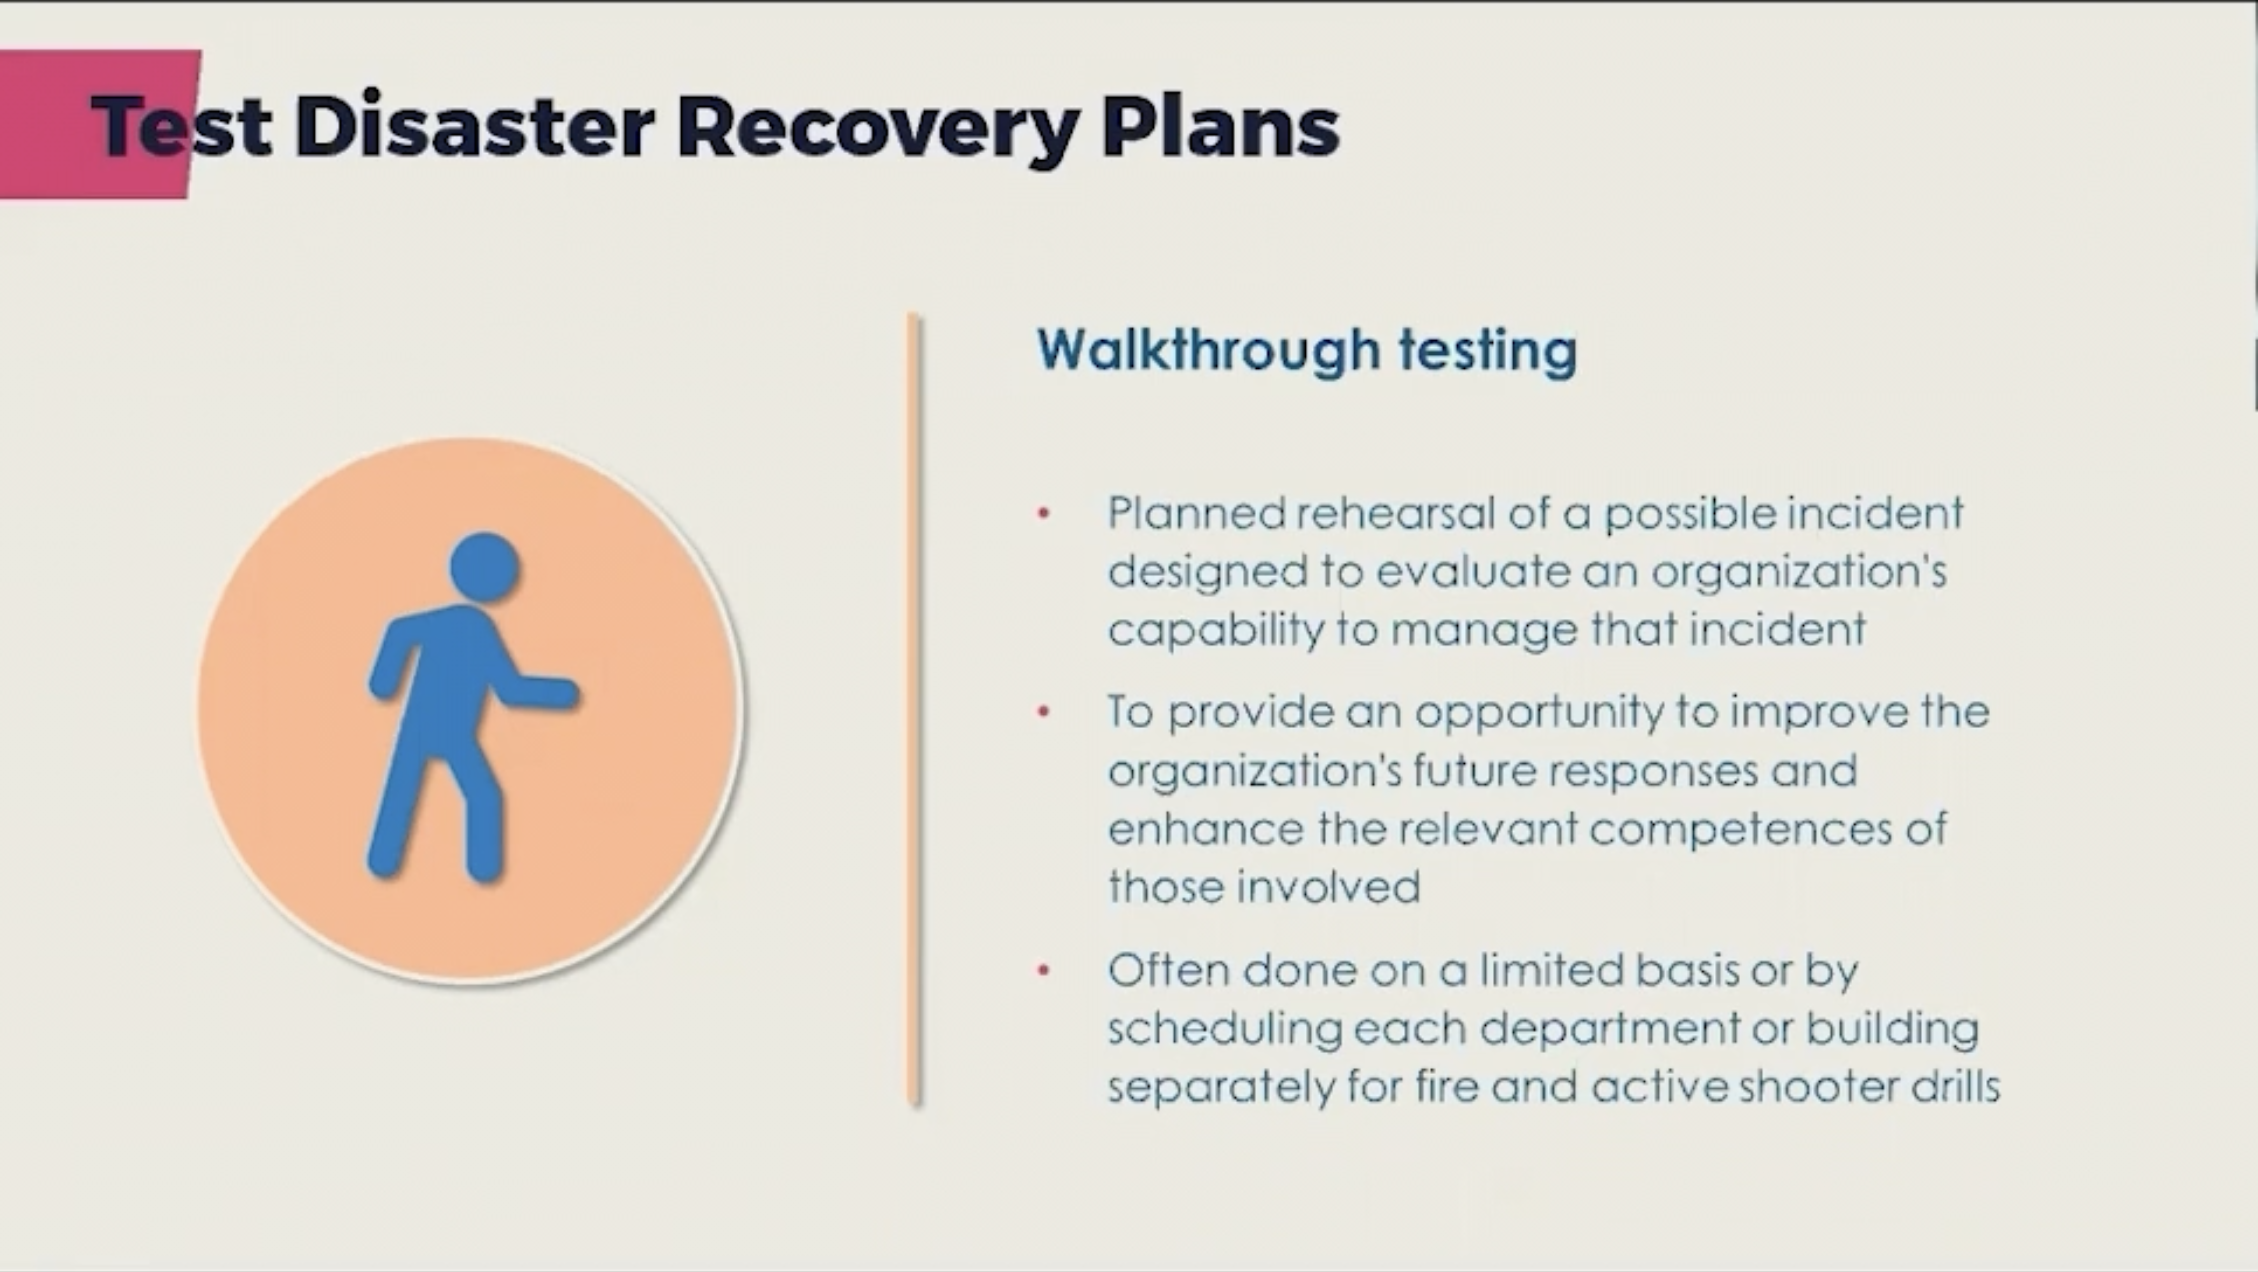 Test Disaster Recovery Plans
Walkthrough testing
• Planned rehearsal of a possible incident
designed to evaluate an organization's
capability to manage that incident
• To provide an opportunity to improve the
organization's future responses and
enhance the relevant competences of
those involved
• Often done on a limited basis or by
scheduling each department or building
separately for fire and active shooter drills